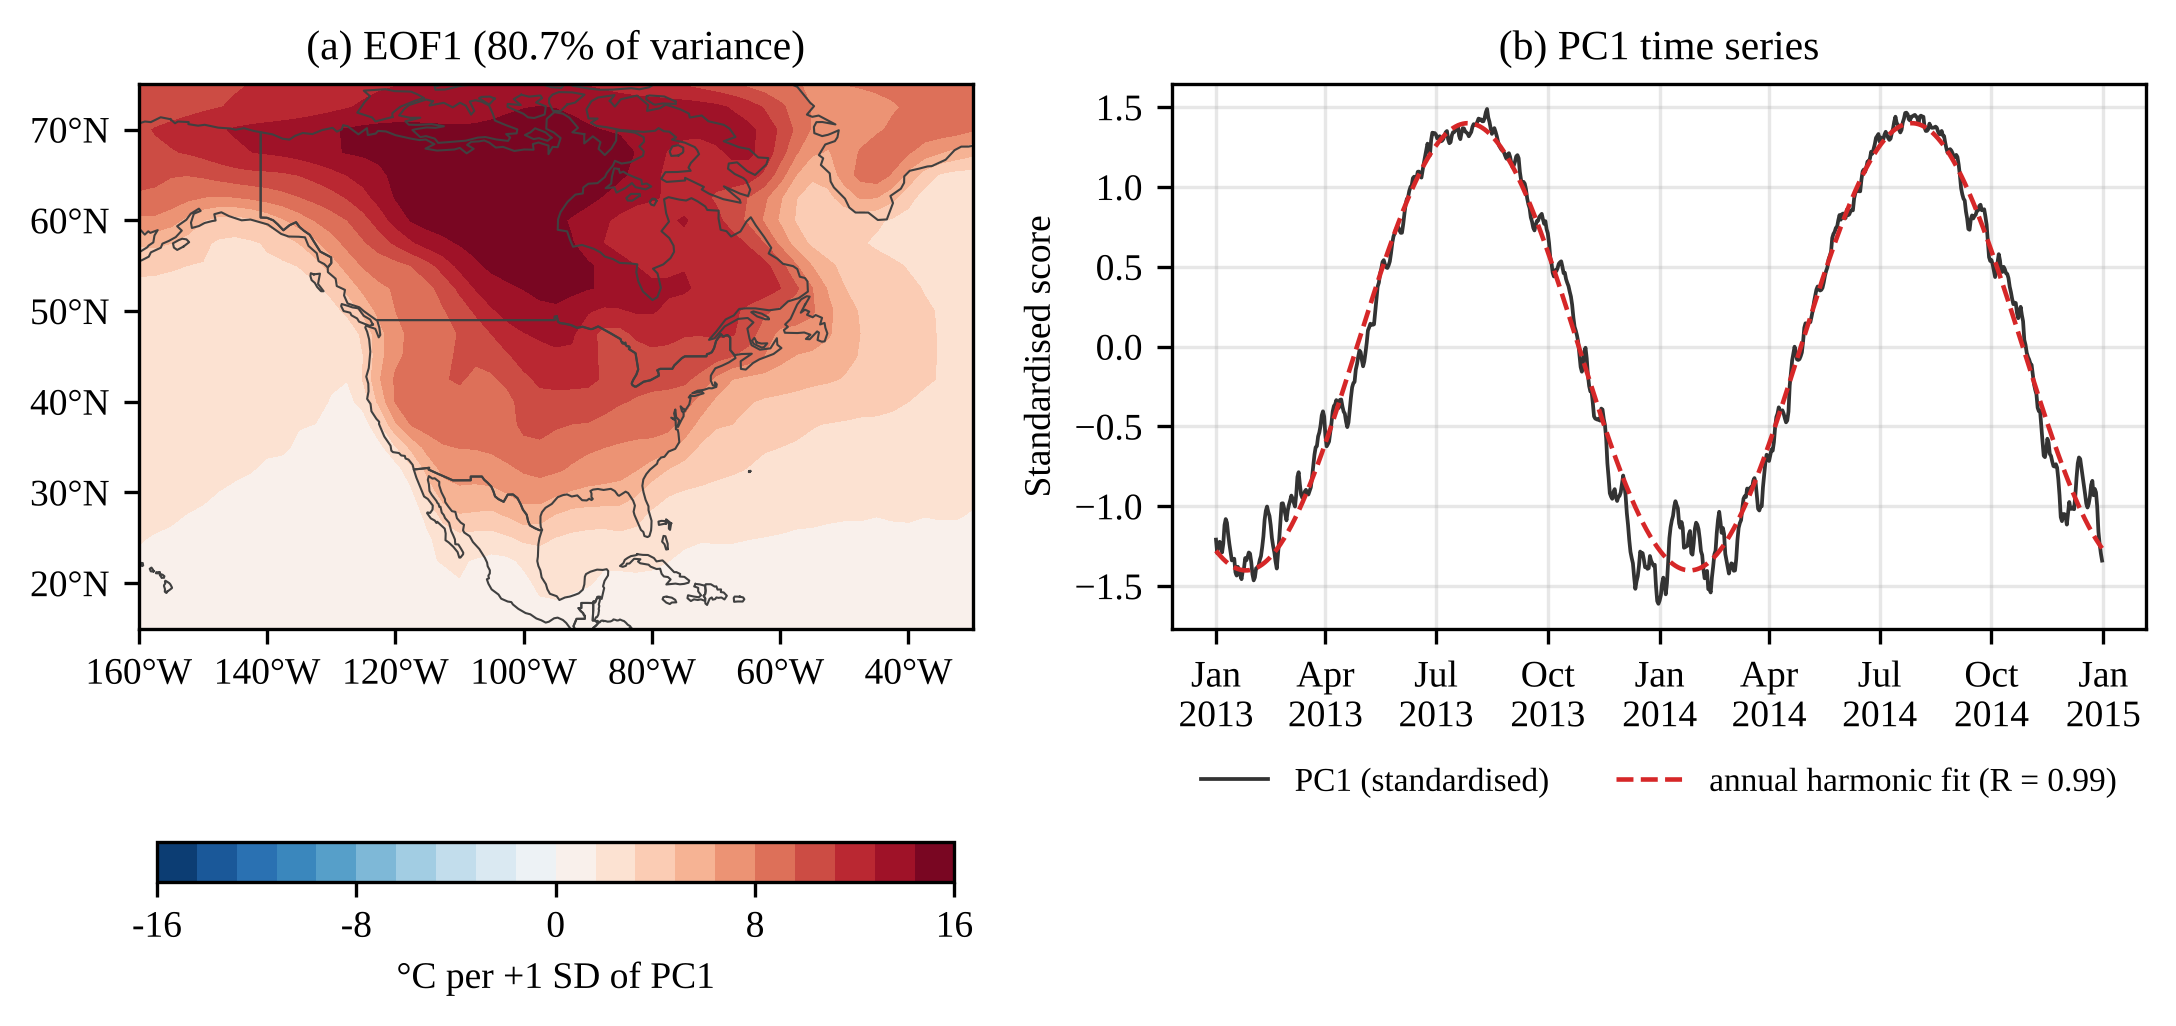 (a) EOF1 (80.7% of variance)
70°N
60°N
50°N
40°N
30°N
20°N
160°W 140°W 120°W 100°W 80°W 60°W 40°W
-16 -8 0 8 16
°C per +1 SD of PC1
(b) PC1 time series
Standardised score
1.5
1.0
0.5
0.0
−0.5
−1.0
−1.5
Jan Apr Jul Oct Jan Apr Jul Oct Jan
2013 2013 2013 2013 2014 2014 2014 2014 2015
PC1 (standardised) annual harmonic fit (R = 0.99)